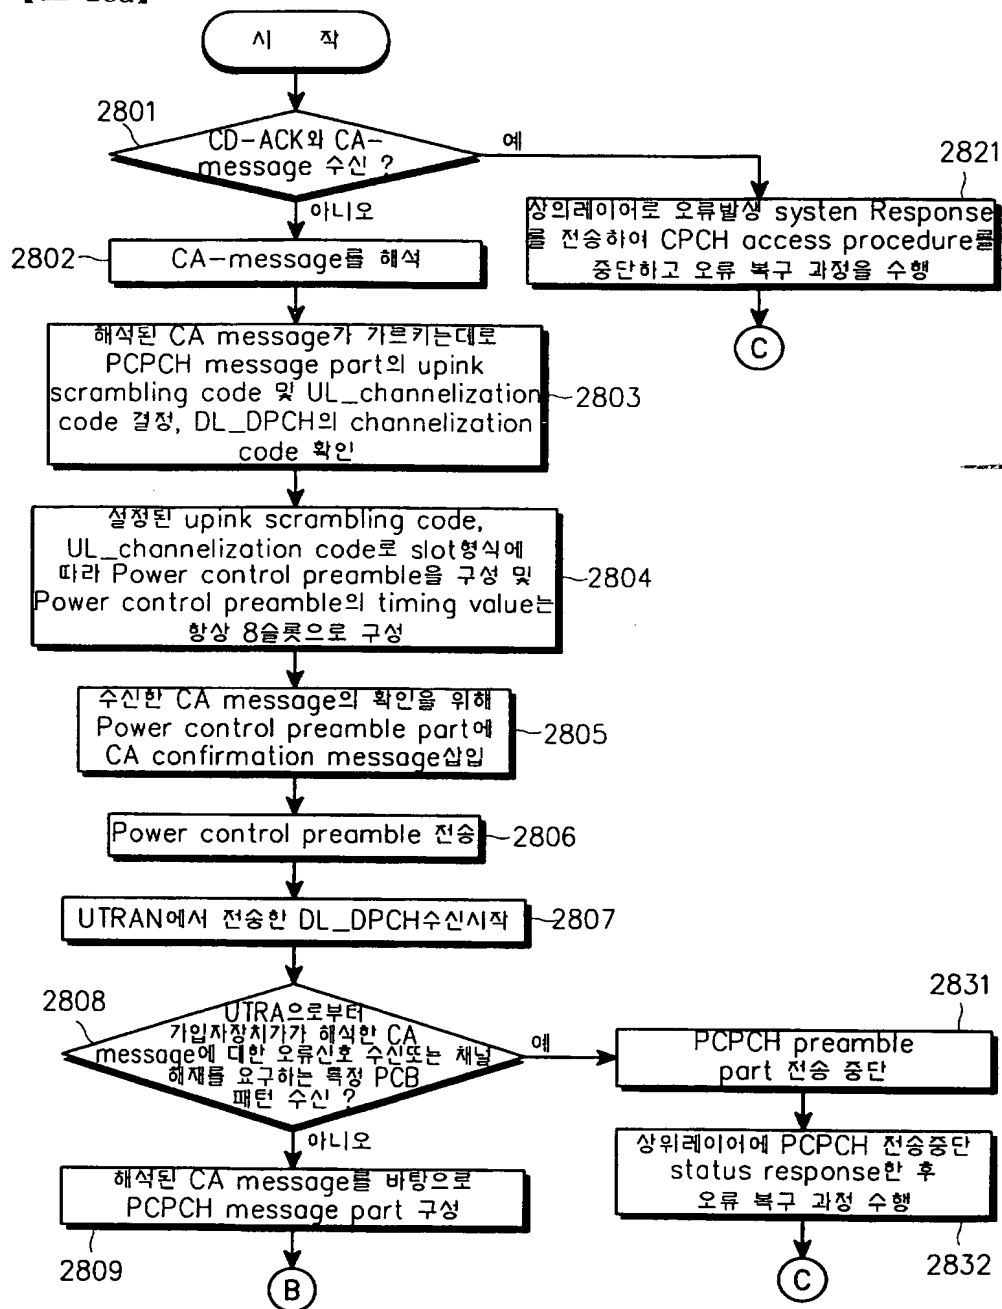 시 작
2801
CD-ACK와 CA-
message 수신 ?
예
아니오
2821
상의레이어로 오류발생 systen Response
를 전송하여 CPCH access procedure를
중단하고 오류 복구 과정을 수행
C
2802
CA-message를 해석
해석된 CA message가 가르키는데로
PCPCH message part의 upink
scrambling code 및 UL_channelization
code 결정, DL_DPCH의 channelization
code 확인
2803
설정된 upink scrambling code,
UL_channelization code로 slot형식에
따라 Power control preamble을 구성 및
Power control preamble의 timing value는
항상 8슬롯으로 구성
2804
수신한 CA message의 확인을 위해
Power control preamble part에
CA confirmation message삽입
2805
Power control preamble 전송
2806
UTRAN에서 전송한 DL_DPCH수신시작
2807
2808
UTRA으로부터
가입자장치가가 해석한 CA
message에 대한 오류신호 수신또는 채널
해재를 요구하는 특정 PCB
패턴 수신 ?
예
아니오
2831
PCPCH preamble
part 전송 중단
상위레이어에 PCPCH 전송중단
status response한 후
오류 복구 과정 수행
2832
C
해석된 CA message를 바탕으로
PCPCH message part 구성
2809
B